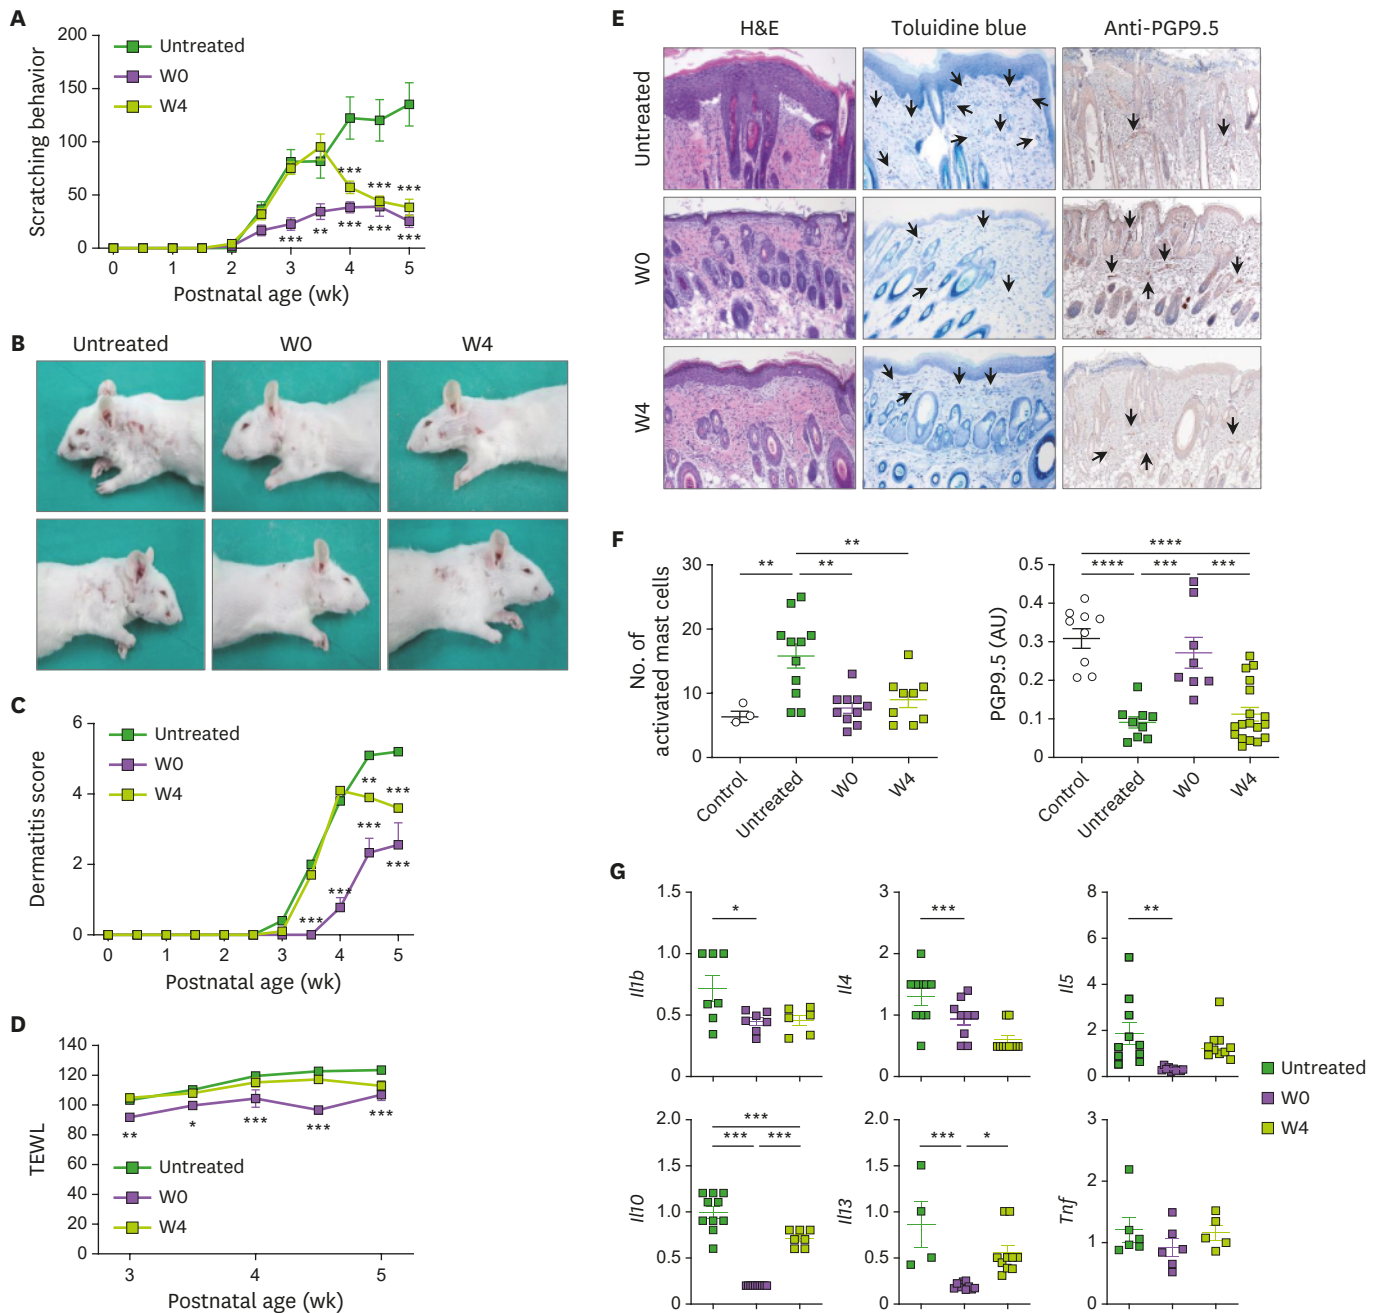 A
200
150
100
50
0
Scratching behavior
Untreated
W0
W4
***
***
***
***
**
***
***
***
0 1 2 3 4 5
Postnatal age (wk)
B
Untreated W0 W4
C
6
4
2
0
Dermatitis score
Untreated
W0
W4
**
***
***
***
***
***
0 1 2 3 4 5
Postnatal age (wk)
D
140
120
100
80
60
40
20
0
TEWL
** * *** *** ***
Untreated
W0
W4
3 4 5
Postnatal age (wk)
E
H&E Toluidine blue Anti-PGP9.5
Untreated
W0
W4
F
30
20
10
0
No. of
activated mast cells
**
** **
Control Untreated W0 W4
0.5
0.4
0.3
0.2
0.1
0
PGP9.5 (AU)
****
**** *** ***
Control Untreated W0 W4
G
1.5
1.0
0.5
0
Il1b
*
3
2
1
0
Il4
***
8
6
4
2
0
Il5
**
2.0
1.5
1.0
0.5
0
Il10
***
*** ***
2.0
1.5
1.0
0.5
0
Il13
*** *
3
2
1
0
Tnf
Untreated
W0
W4